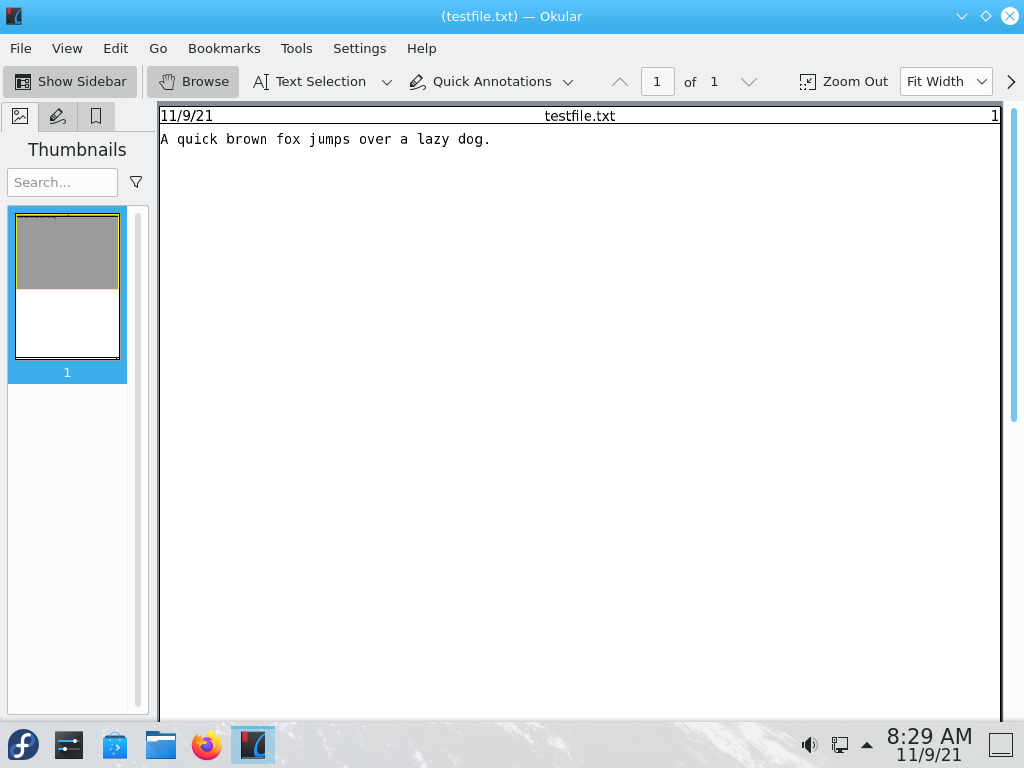 (testfile.txt) — Okular
File View Edit Go Bookmarks Tools Settings Help
Show Sidebar Browse Text Selection Quick Annotations 1 of 1 Zoom Out Fit Width
Thumbnails
Search...
1
11/9/21 testfile.txt 1
A quick brown fox jumps over a lazy dog.
8:29 AM
11/9/21